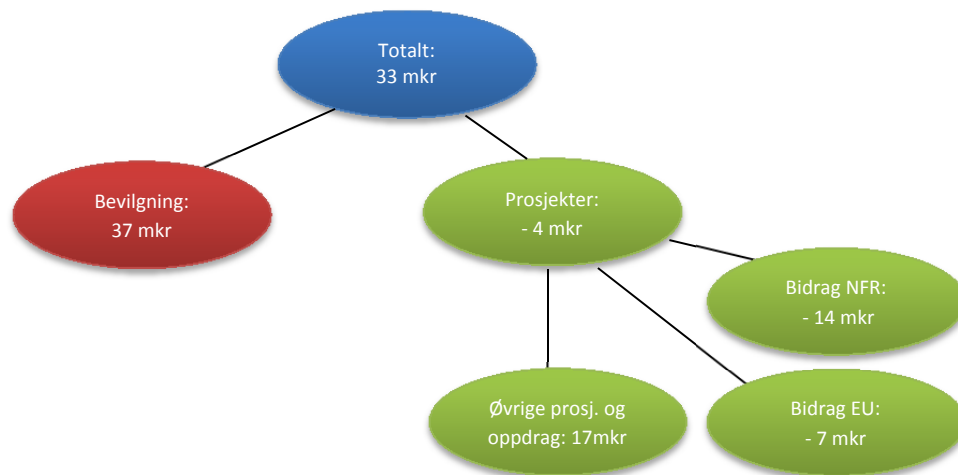 Totalt:
33 mkr
Bevilgning:
37 mkr
Prosjekter:
- 4 mkr
Bidrag NFR:
- 14 mkr
Øvrige prosj. og
oppdrag: 17mkr
Bidrag EU:
- 7 mkr